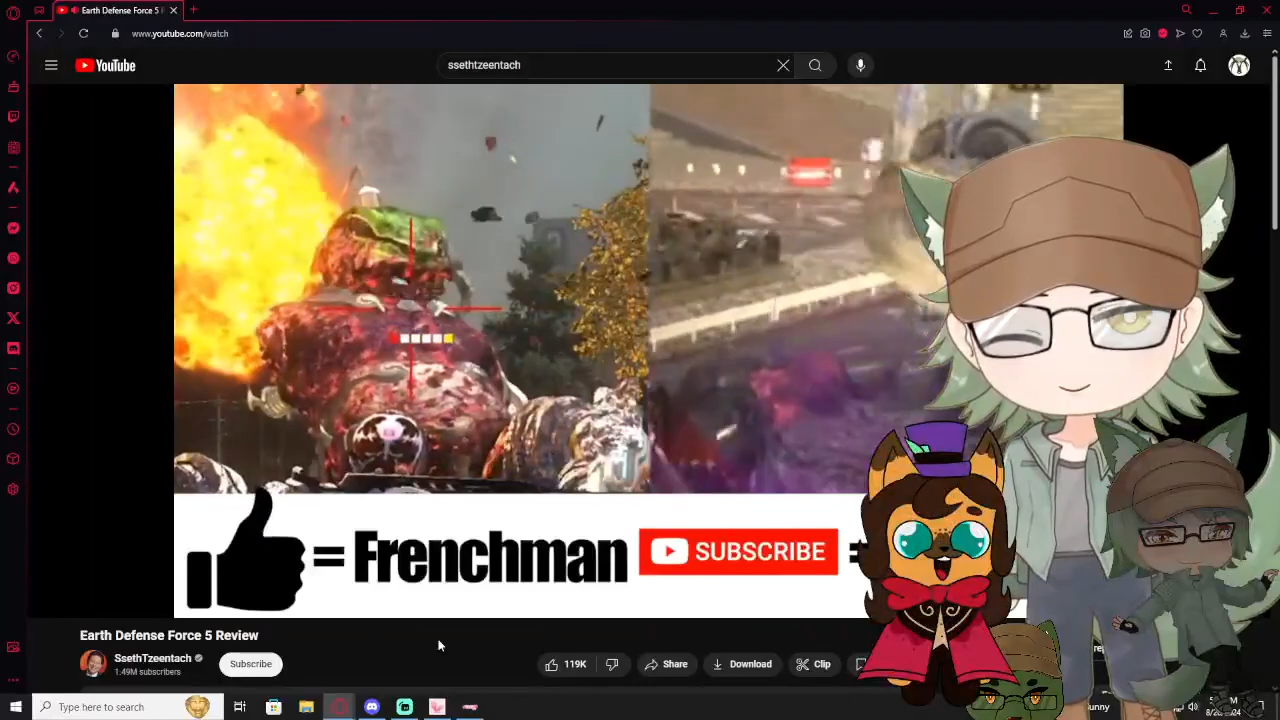 Earth Defense Force 5
www.youtube.com/watch
YouTube
ssethtzeentach
= Frenchman
SUBSCRIBE
=
Earth Defense Force 5 Review
SsethTzeentach
1.49M subscribers
Subscribe
119K
Share
Download
Clip
Type here to search